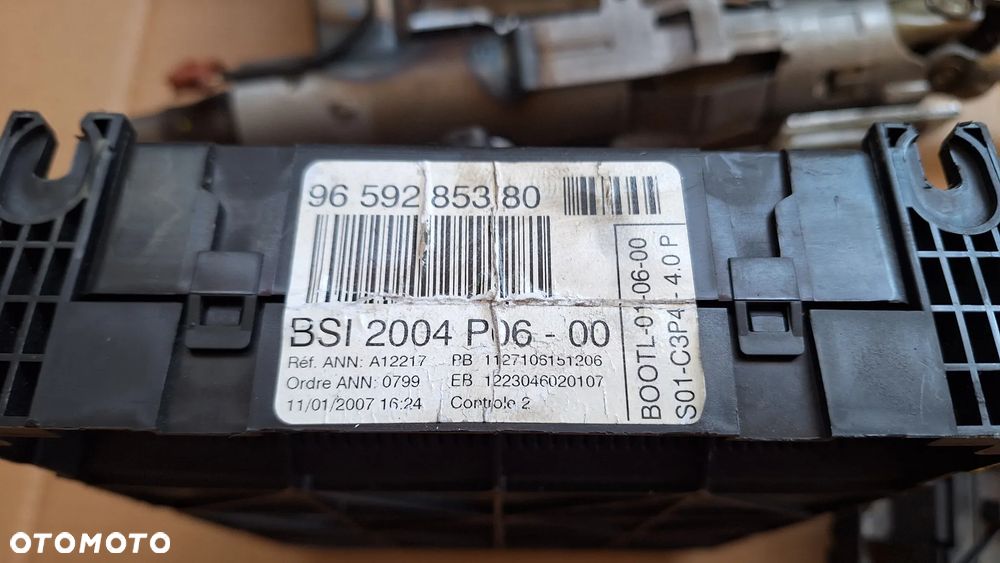 96 592 853 80
BSI 2004 P06 - 00
Réf. ANN: A12217 PB 1127106151206
Ordre ANN: 0799 EB 1223046020107
11/01/2007 16:24 Controle 2
BOOTL-01-06-00
S01-C3P4 - 4.0 P
OTOMOTO